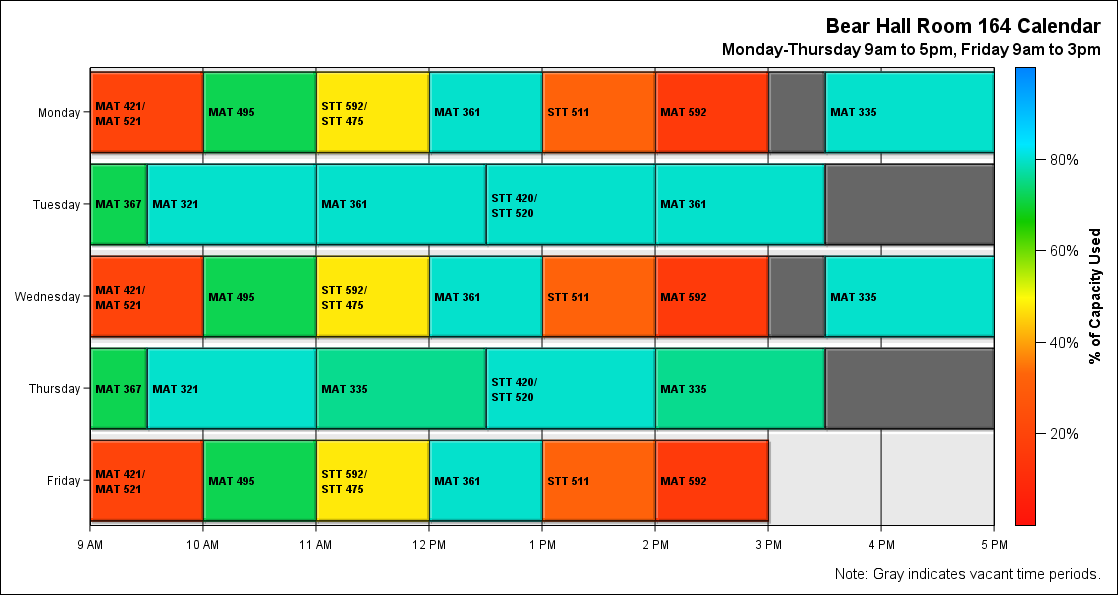 Bear Hall Room 164 Calendar
Monday-Thursday 9am to 5pm, Friday 9am to 3pm
Monday
MAT 421/
MAT 521
MAT 495
STT 592/
STT 475
MAT 361
STT 511
MAT 592
MAT 335
Tuesday
MAT 367
MAT 321
MAT 361
STT 420/
STT 520
MAT 361
Wednesday
MAT 421/
MAT 521
MAT 495
STT 592/
STT 475
MAT 361
STT 511
MAT 592
MAT 335
Thursday
MAT 367
MAT 321
MAT 335
STT 420/
STT 520
MAT 335
Friday
MAT 421/
MAT 521
MAT 495
STT 592/
STT 475
MAT 361
STT 511
MAT 592
9 AM
10 AM
11 AM
12 PM
1 PM
2 PM
3 PM
4 PM
5 PM
80%
60%
40%
20%
% of Capacity Used
Note: Gray indicates vacant time periods.